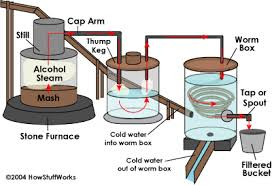 Cap Arm
Still
Thump
Keg
Worm
Box
Alcohol
Steam
Mash
Tap or
Spout
Stone Furnace
Cold water
into worm box
Cold water
out of worm box
Filtered
Bucket
©2004 HowStuffWorks